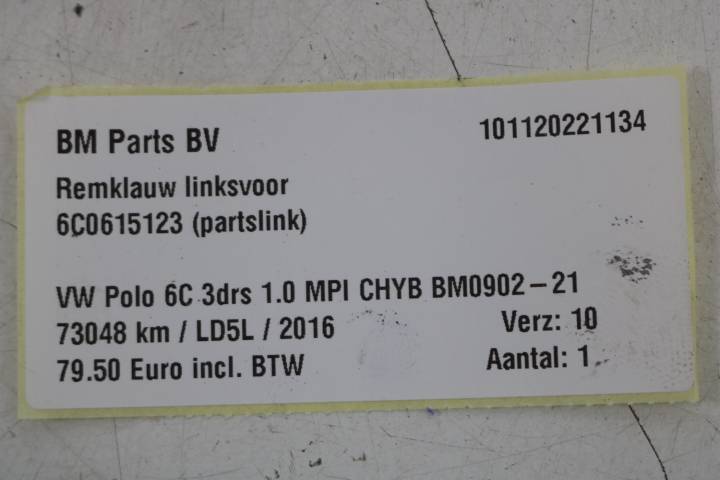 BM Parts BV 101120221134
Remklauw linksvoor
6C0615123 (partslink)
VW Polo 6C 3drs 1.0 MPI CHYB BM0902-21
73048 km / LD5L / 2016 Verz: 10
79.50 Euro incl. BTW Aantal: 1